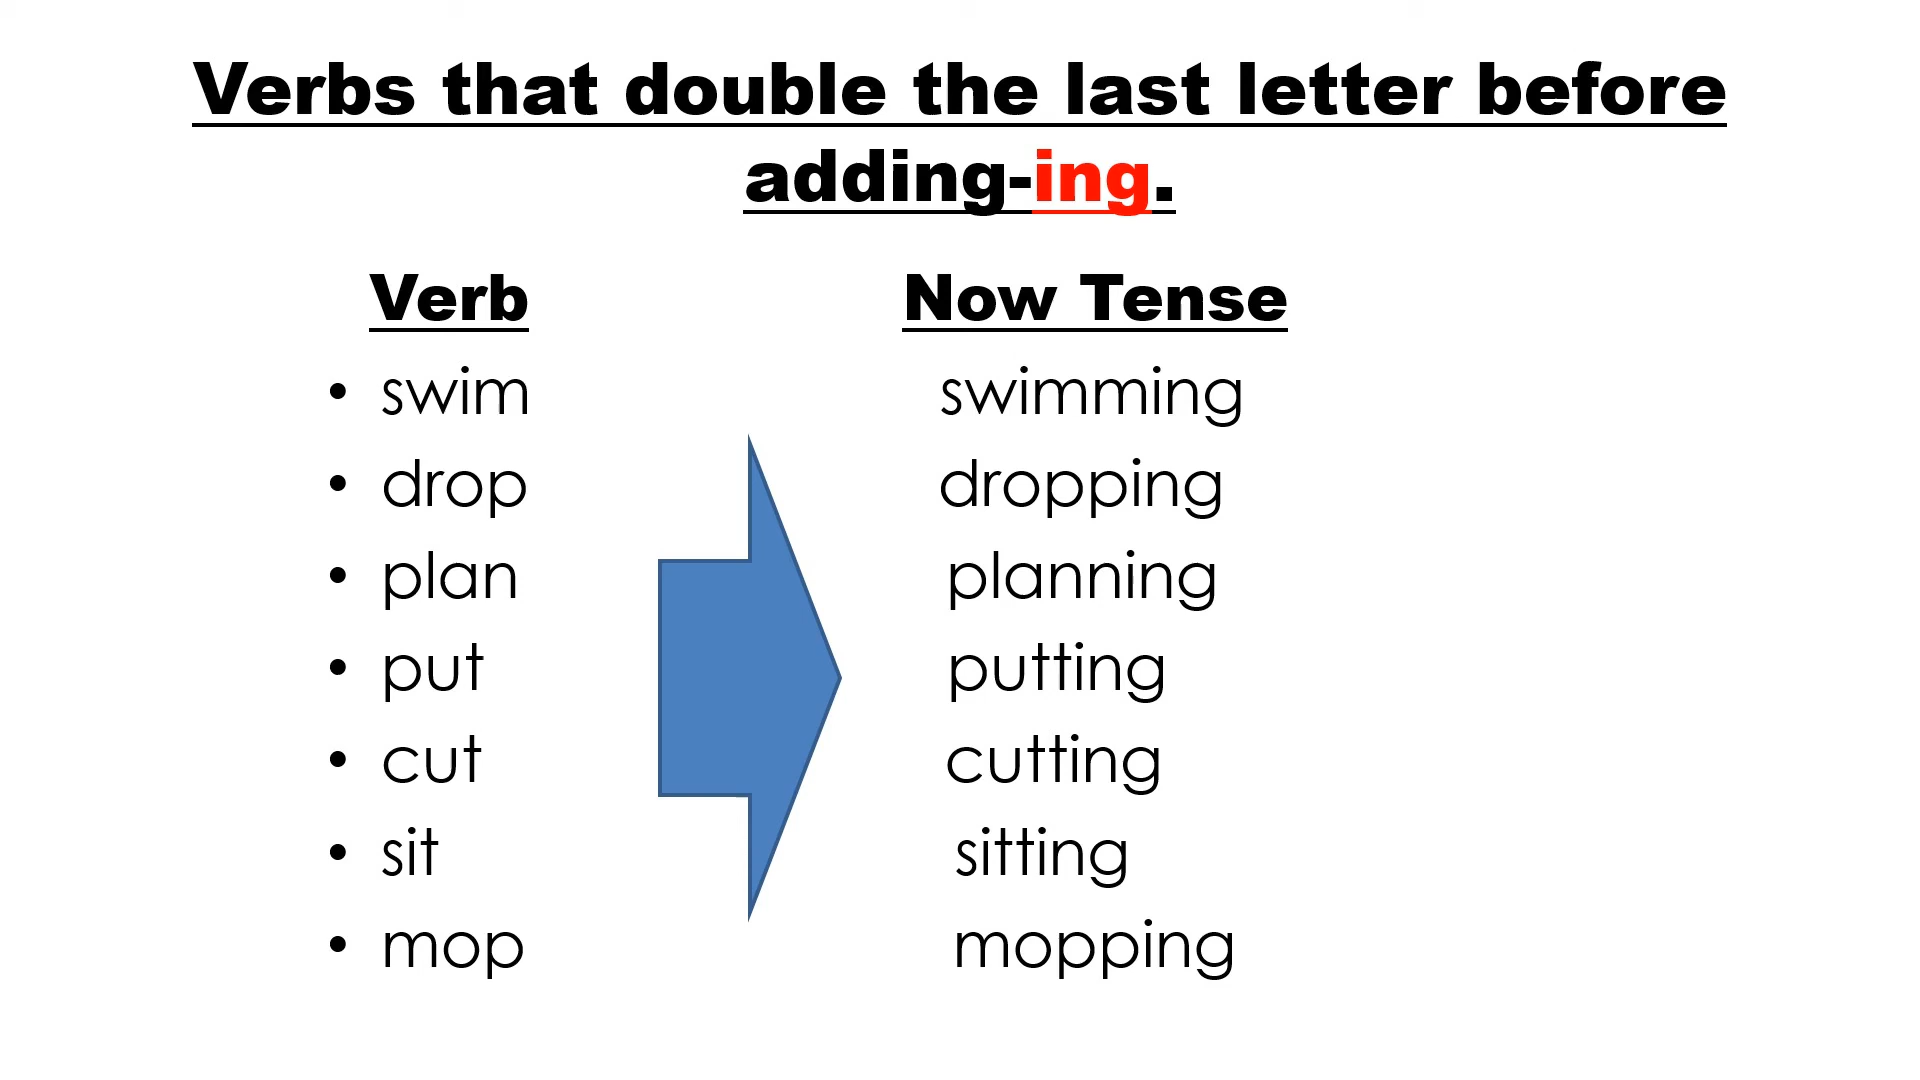 Verbs that double the last letter before
adding-ing.
Verb Now Tense
• swim swimming
• drop dropping
• plan planning
• put putting
• cut cutting
• sit sitting
• mop mopping